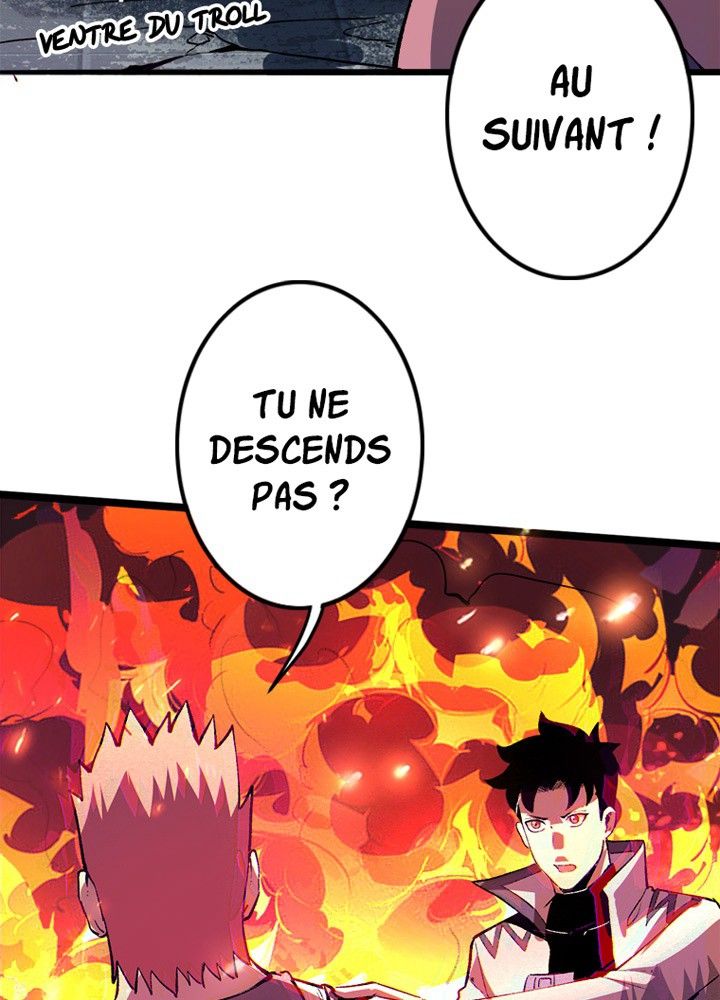 VENTRE DU TROLL
AU
SUIVANT !
TU NE
DESCENDS
PAS ?